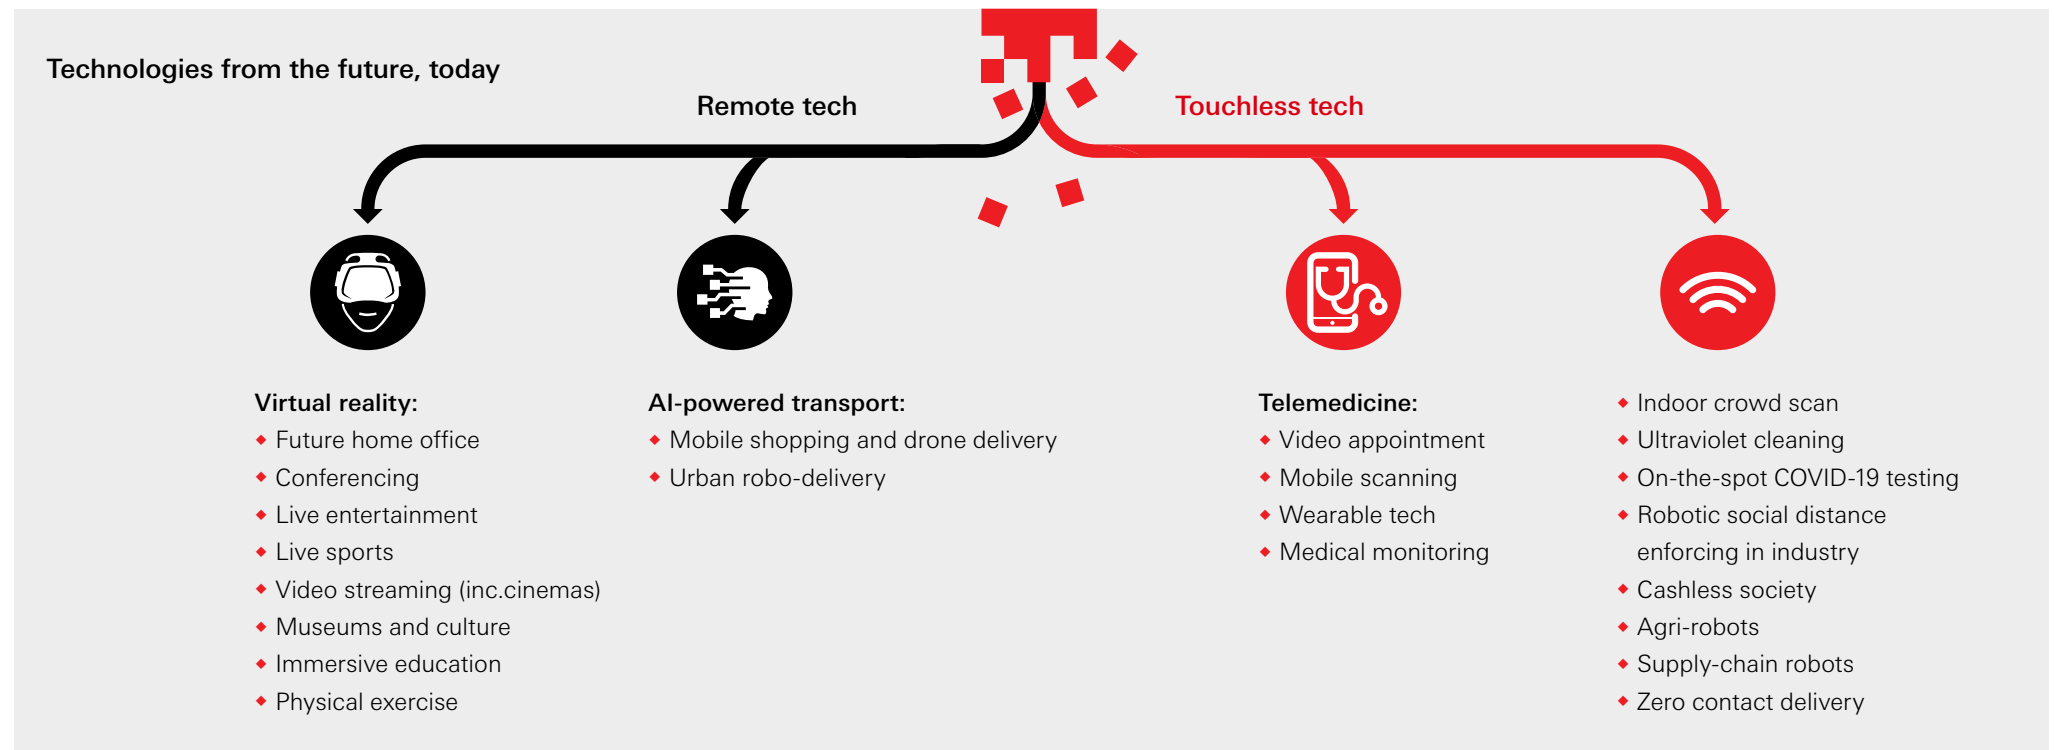 Technologies from the future, today
Remote tech
Touchless tech
Virtual reality:
◆ Future home office
◆ Conferencing
◆ Live entertainment
◆ Live sports
◆ Video streaming (inc.cinemas)
◆ Museums and culture
◆ Immersive education
◆ Physical exercise
AI-powered transport:
◆ Mobile shopping and drone delivery
◆ Urban robo-delivery
Telemedicine:
◆ Video appointment
◆ Mobile scanning
◆ Wearable tech
◆ Medical monitoring
◆ Indoor crowd scan
◆ Ultraviolet cleaning
◆ On-the-spot COVID-19 testing
◆ Robotic social distance
enforcing in industry
◆ Cashless society
◆ Agri-robots
◆ Supply-chain robots
◆ Zero contact delivery